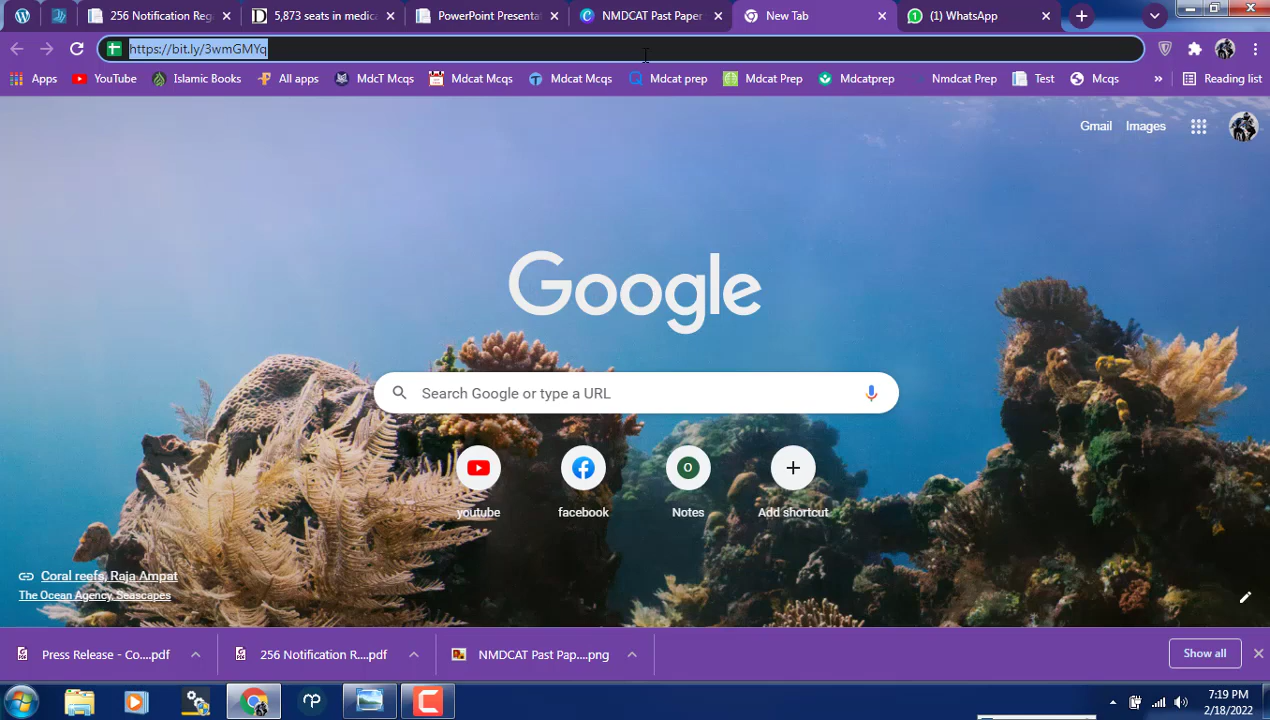 256 Notification Reg
5,873 seats in medica
PowerPoint Presentat
NMDCAT Past Paper
New Tab
(1) WhatsApp
https://bit.ly/3wmGMYq
Apps
YouTube
Islamic Books
All apps
MdcT Mcqs
Mdcat Mcqs
Mdcat Mcqs
Mdcat prep
Mdcat Prep
Mdcatprep
Nmdcat Prep
Test
Mcqs
»
Reading list
Gmail
Images
Google
Search Google or type a URL
youtube
facebook
O
Notes
Add shortcut
Coral reefs, Raja Ampat
The Ocean Agency, Seascapes
Press Release - Co....pdf
256 Notification R....pdf
NMDCAT Past Pap....png
Show all
7:19 PM
2/18/2022